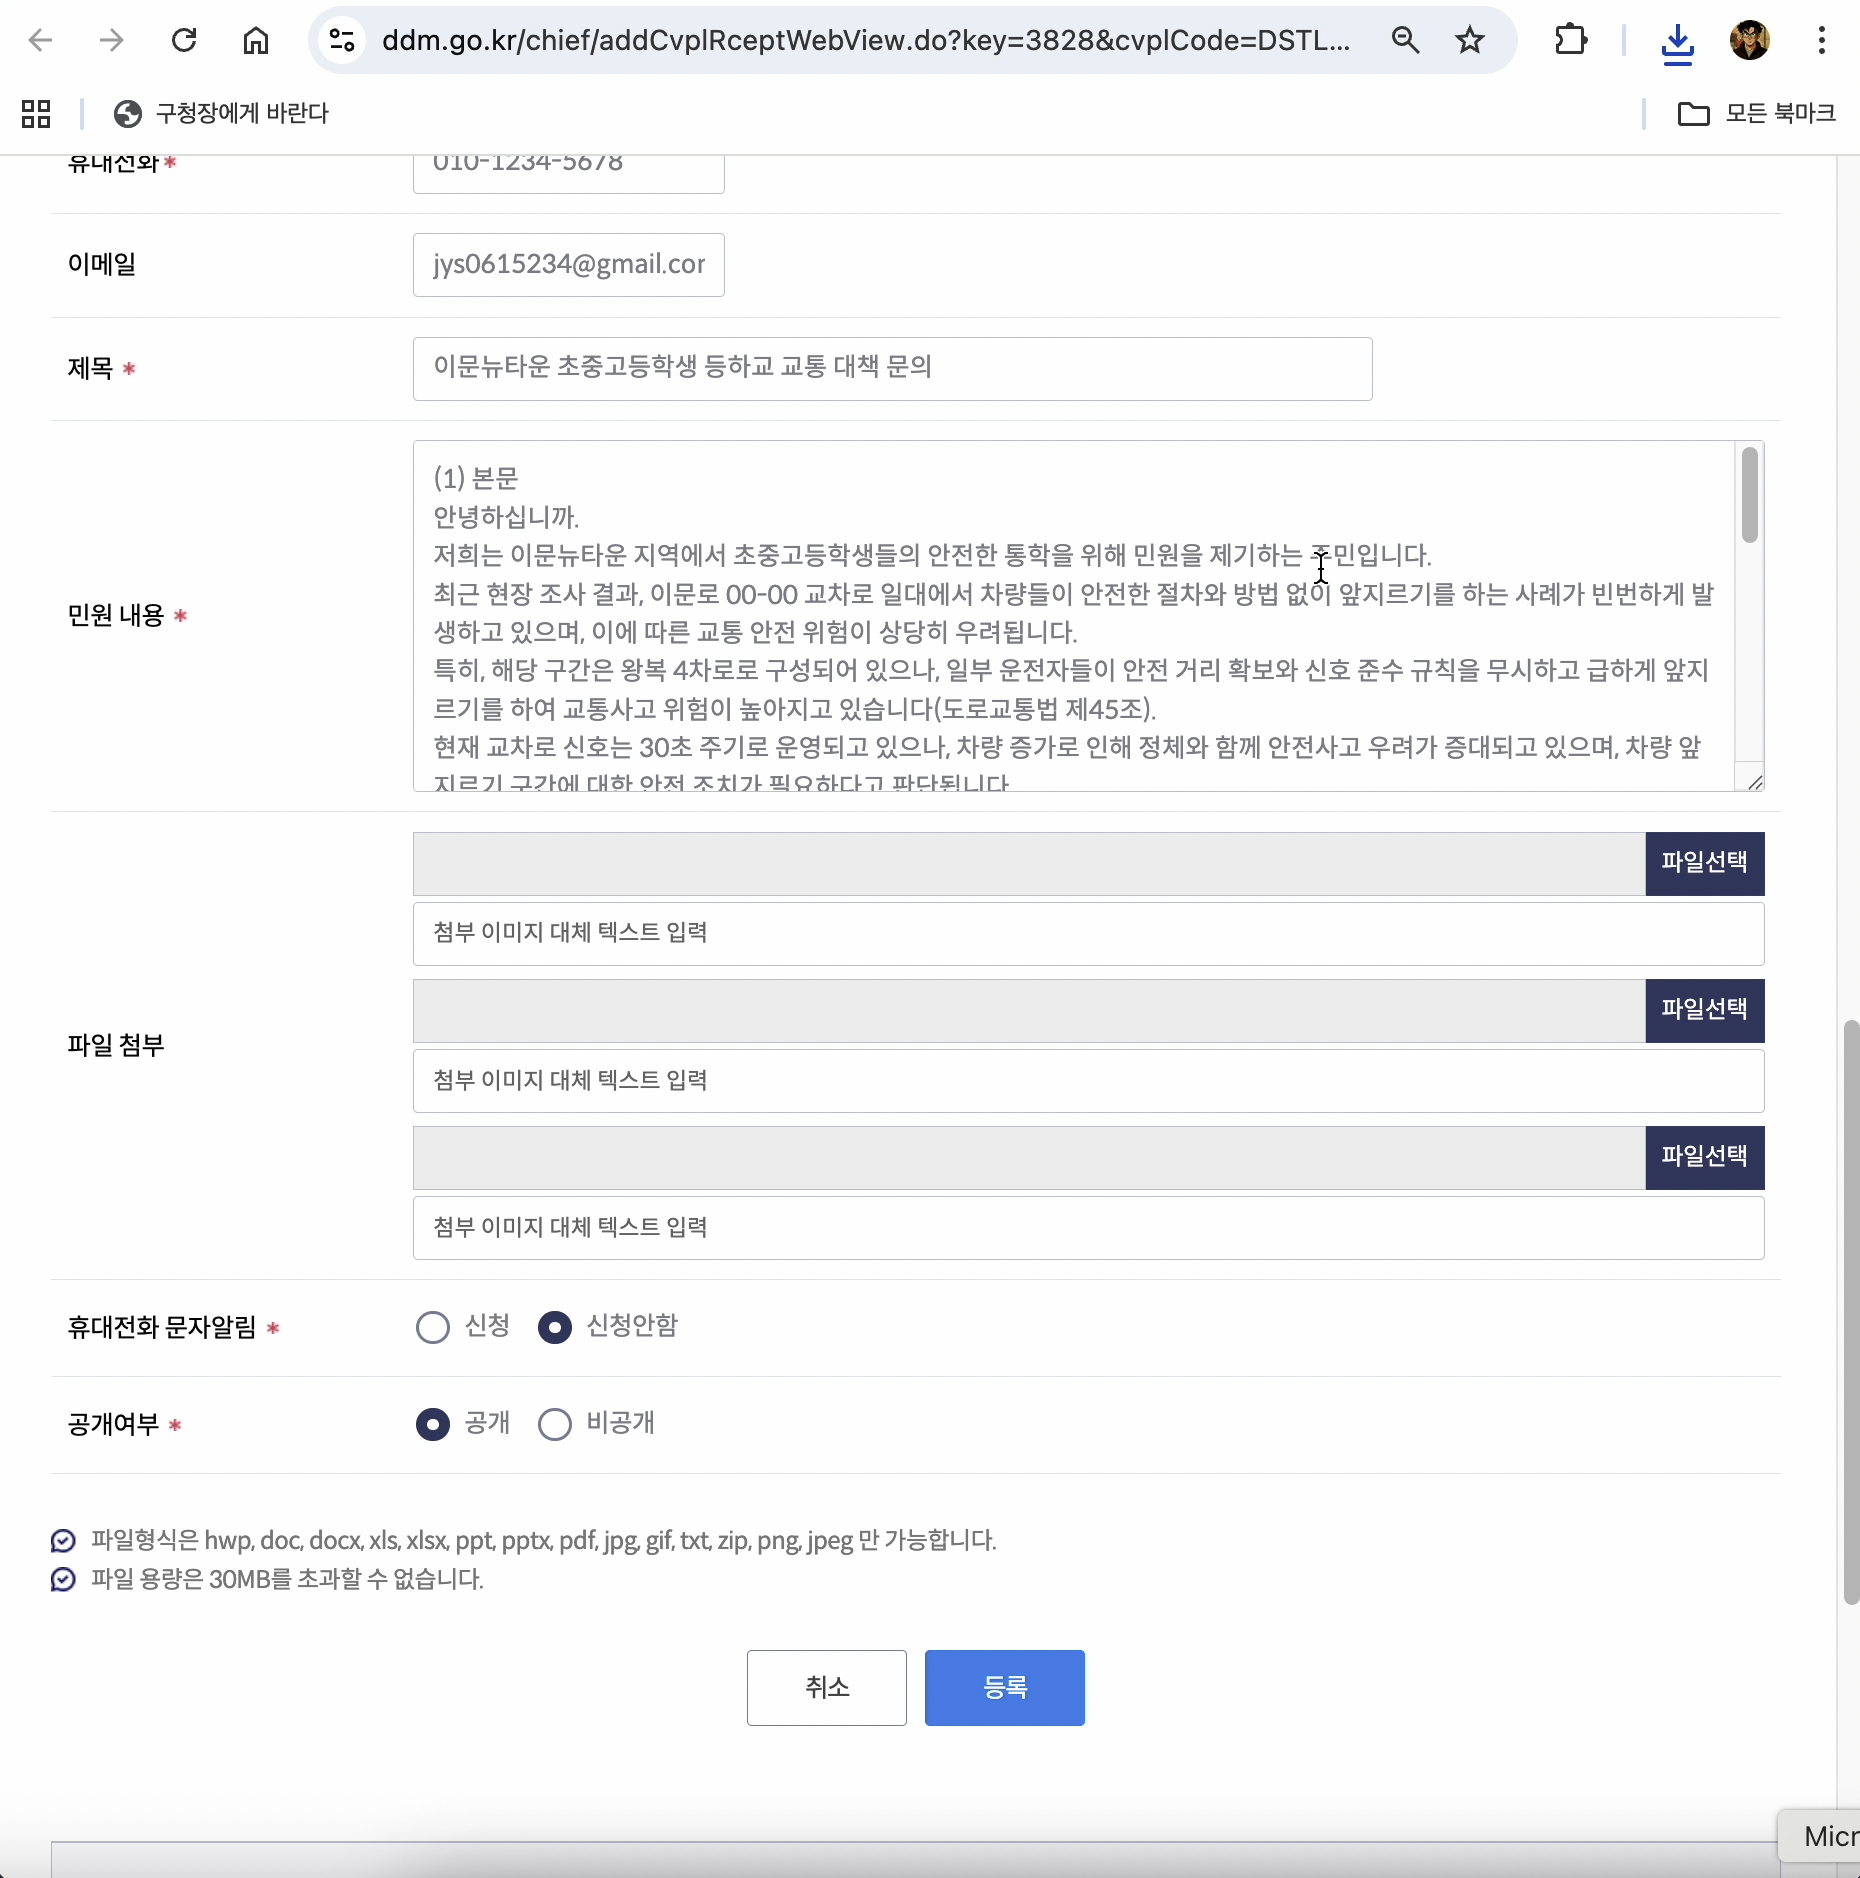 ddm.go.kr/chief/addCvplRceptWebView.do?key=3828&cvplCode=DSTL...
구청장에게 바란다
모든 북마크
휴대전화*
010-1234-5678
이메일
jys0615234@gmail.cor
제목 *
이문뉴타운 초중고등학생 등하교 교통 대책 문의
민원 내용 *
(1) 본문
안녕하십니까.
저희는 이문뉴타운 지역에서 초중고등학생들의 안전한 통학을 위해 민원을 제기하는 주민입니다.
최근 현장 조사 결과, 이문로 00-00 교차로 일대에서 차량들이 안전한 절차와 방법 없이 앞지르기를 하는 사례가 빈번하게 발
생하고 있으며, 이에 따른 교통 안전 위험이 상당히 우려됩니다.
특히, 해당 구간은 왕복 4차로로 구성되어 있으나, 일부 운전자들이 안전 거리 확보와 신호 준수 규칙을 무시하고 급하게 앞지
르기를 하여 교통사고 위험이 높아지고 있습니다(도로교통법 제45조).
현재 교차로 신호는 30초 주기로 운영되고 있으나, 차량 증가로 인해 정체와 함께 안전사고 우려가 증대되고 있으며, 차량 앞
지르기 구간에 대한 안전 조치가 필요하다고 판단됩니다
파일 첨부
파일선택
첨부 이미지 대체 텍스트 입력
파일선택
첨부 이미지 대체 텍스트 입력
파일선택
첨부 이미지 대체 텍스트 입력
휴대전화 문자알림 *
신청 신청안함
공개여부 *
공개 비공개
파일형식은 hwp, doc, docx, xls, xlsx, ppt, pptx, pdf, jpg, gif, txt, zip, png, jpeg 만 가능합니다.
파일 용량은 30MB를 초과할 수 없습니다.
취소 등록
Micr